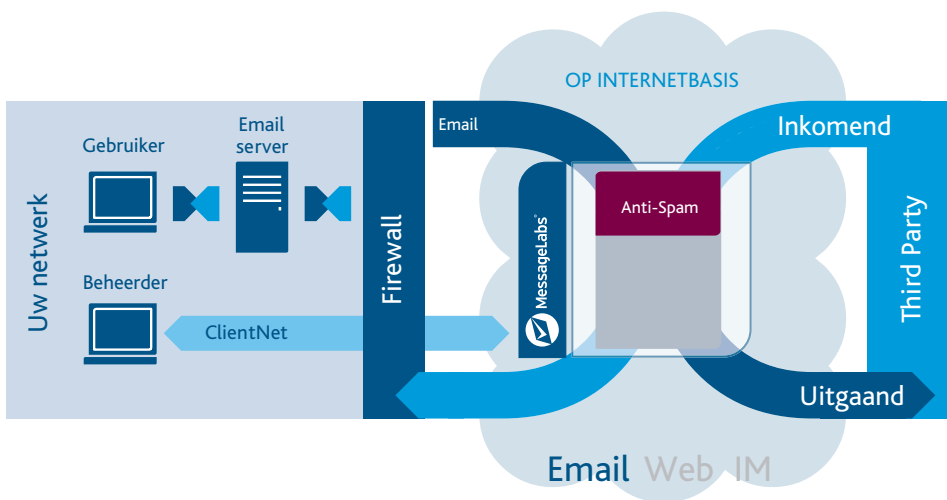 OP INTERNETBASIS
Uw netwerk
Gebruiker
Email
server
Beheerder
ClientNet
Firewall
Email
MessageLabs®
Anti-Spam
Inkomend
Third Party
Uitgaand
Email Web IM